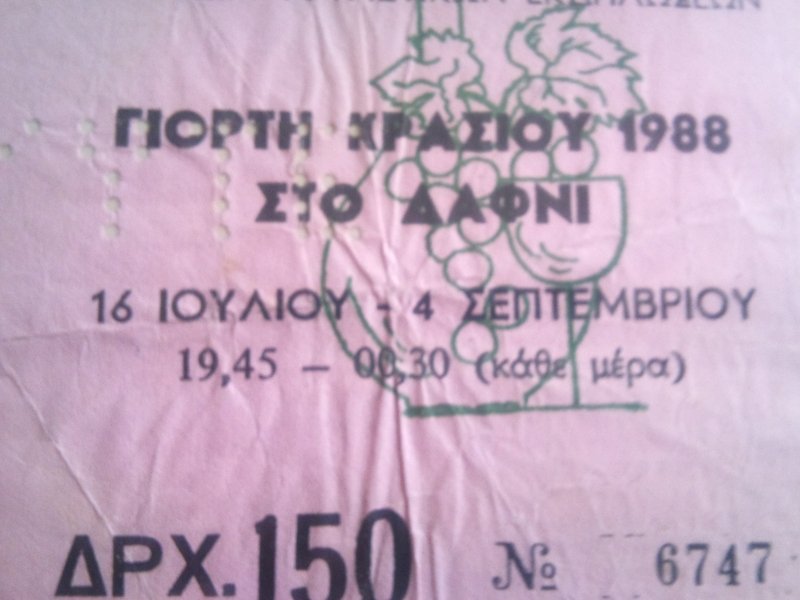 ΓΙΟΡΤΗ ΚΡΑΣΙΟΥ 1988
ΣΤΟ ΔΑΦΝΙ
16 ΙΟΥΛΙΟΥ - 4 ΣΕΠΤΕΜΒΡΙΟΥ
19,45 - 00,30 (κάθε μέρα)
ΔΡΧ. 150 № 6747